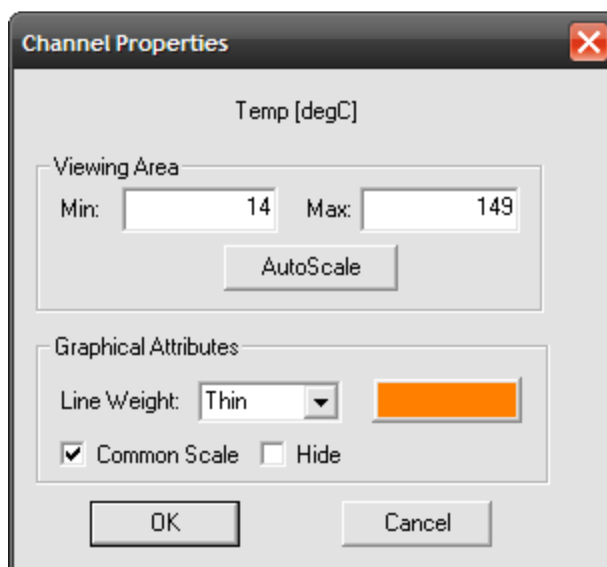 Channel Properties
Temp [degC]
Viewing Area
Min: 14 Max: 149
AutoScale
Graphical Attributes
Line Weight: Thin
Common Scale Hide
OK Cancel